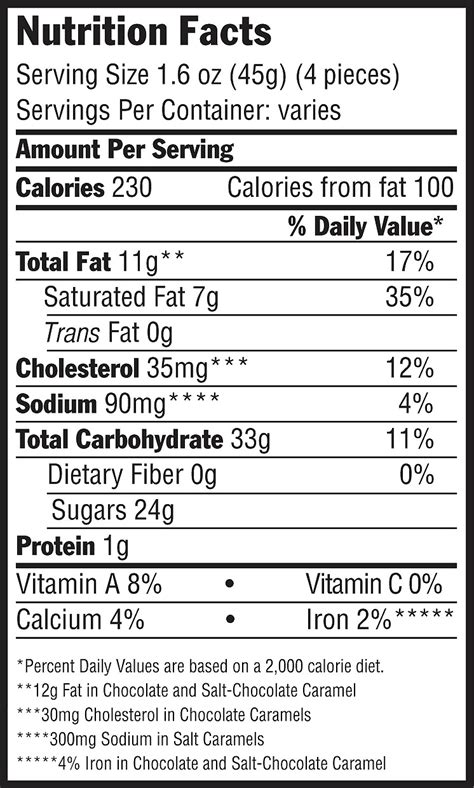 Nutrition Facts
Serving Size 1.6 oz (45g) (4 pieces)
Servings Per Container: varies
Amount Per Serving
Calories 230 Calories from fat 100
% Daily Value*
Total Fat 11g** 17%
Saturated Fat 7g 35%
Trans Fat 0g
Cholesterol 35mg*** 12%
Sodium 90mg**** 4%
Total Carbohydrate 33g 11%
Dietary Fiber 0g 0%
Sugars 24g
Protein 1g
Vitamin A 8% • Vitamin C 0%
Calcium 4% • Iron 2%*****
*Percent Daily Values are based on a 2,000 calorie diet.
**12g Fat in Chocolate and Salt-Chocolate Caramel
***30mg Cholesterol in Chocolate Caramels
****300mg Sodium in Salt Caramels
*****4% Iron in Chocolate and Salt-Chocolate Caramel